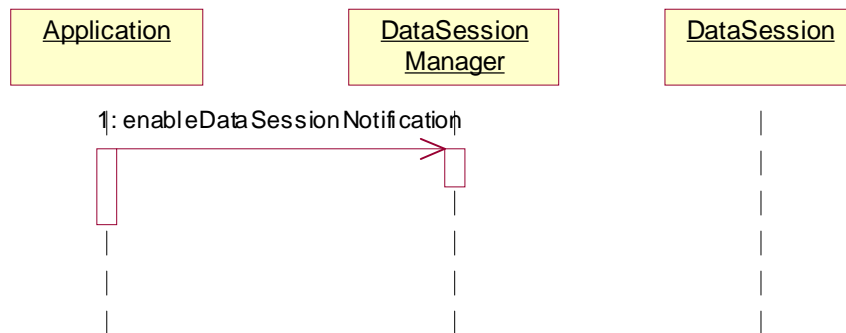 Application
DataSession
Manager
DataSession
1: enableDataSessionNotification